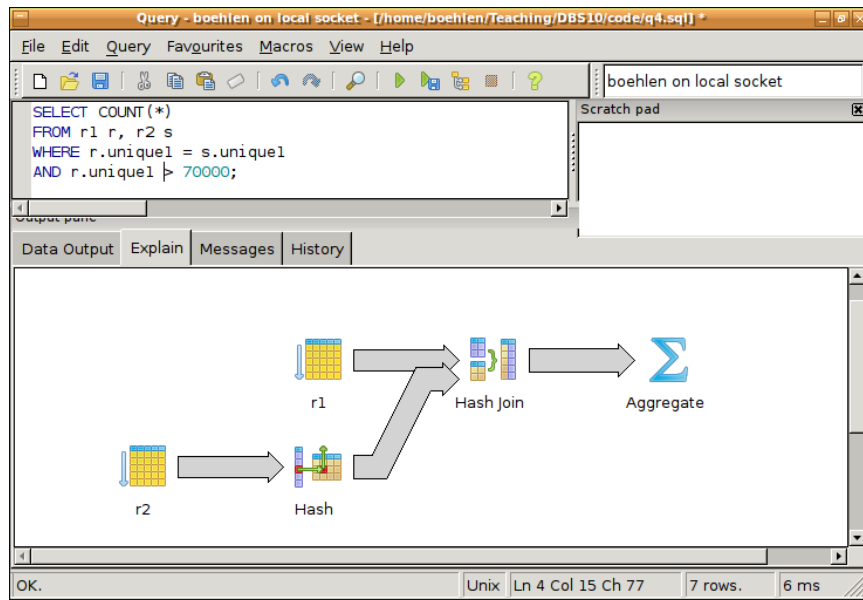 Query - boehlen on local socket - [/home/boehlen/Teaching/DBS10/code/q4.sql] *
File Edit Query Favourites Macros View Help
boehlen on local socket
SELECT COUNT(*)
FROM r1 r, r2 s
WHERE r.unique1 = s.unique1
AND r.unique1 > 70000;
Scratch pad
Output pane
Data Output Explain Messages History
r1
Hash Join
Aggregate
r2
Hash
OK.
Unix
Ln 4 Col 15 Ch 77
7 rows.
6 ms